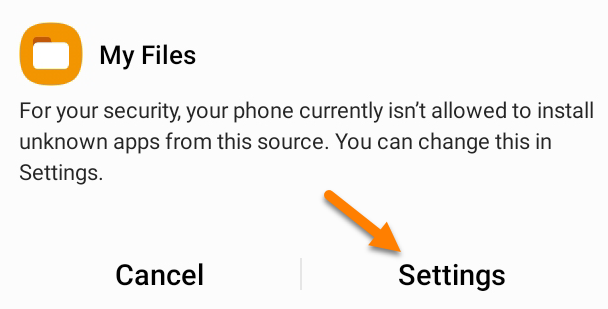 My Files
For your security, your phone currently isn’t allowed to install
unknown apps from this source. You can change this in
Settings.
Cancel
Settings